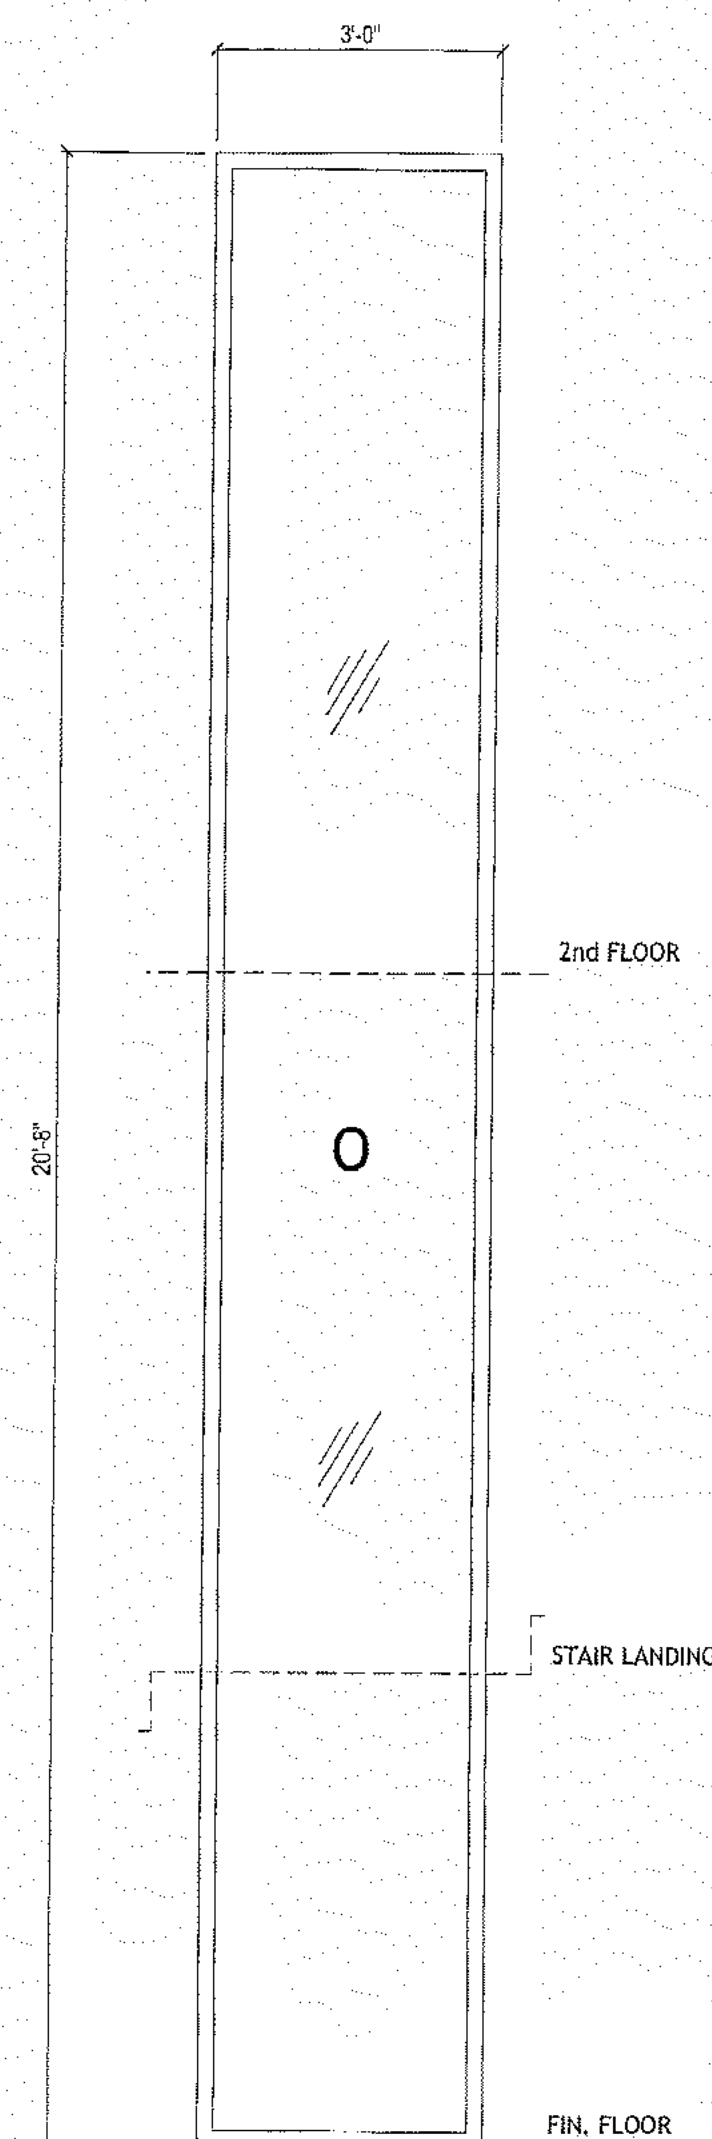 3'-0"
2nd FLOOR
O
20'-8"
STAIR LANDING
FIN. FLOOR